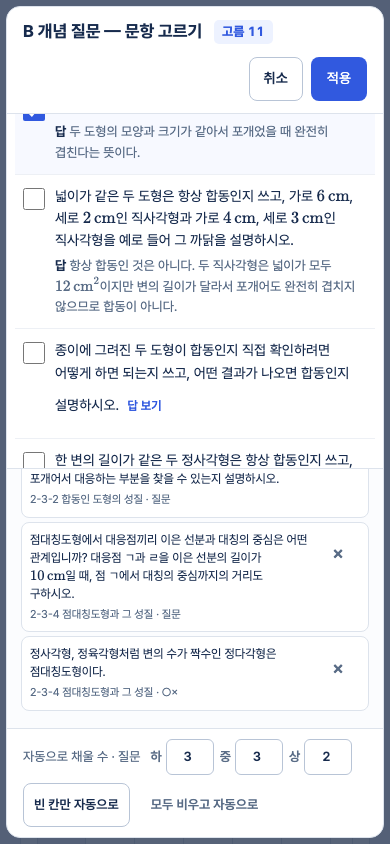 B 개념 질문 — 문항 고르기 고름 11
취소 적용
답 두 도형의 모양과 크기가 같아서 포개었을 때 완전히
겹친다는 뜻이다.
넓이가 같은 두 도형은 항상 합동인지 쓰고, 가로 6 cm,
세로 2 cm인 직사각형과 가로 4 cm, 세로 3 cm인
직사각형을 예로 들어 그 까닭을 설명하시오.
답 항상 합동인 것은 아니다. 두 직사각형은 넓이가 모두
12 cm²이지만 변의 길이가 달라서 포개어도 완전히 겹치지
않으므로 합동이 아니다.
종이에 그려진 두 도형이 합동인지 직접 확인하려면
어떻게 하면 되는지 쓰고, 어떤 결과가 나오면 합동인지
설명하시오. 답 보기
한 변의 길이가 같은 두 정사각형은 항상 합동인지 쓰고,
포개어서 대응하는 부분을 찾을 수 있는지 설명하시오.
2-3-2 합동인 도형의 성질 · 질문
점대칭도형에서 대응점끼리 이은 선분과 대칭의 중심은 어떤
관계입니까? 대응점 ㄱ과 ㄹ을 이은 선분의 길이가
10 cm일 때, 점 ㄱ에서 대칭의 중심까지의 거리도
구하시오.
2-3-4 점대칭도형과 그 성질 · 질문
×
정사각형, 정육각형처럼 변의 수가 짝수인 정다각형은
점대칭도형이다.
2-3-4 점대칭도형과 그 성질 · ○×
×
자동으로 채울 수 · 질문 하 3 중 3 상 2
빈 칸만 자동으로 모두 비우고 자동으로